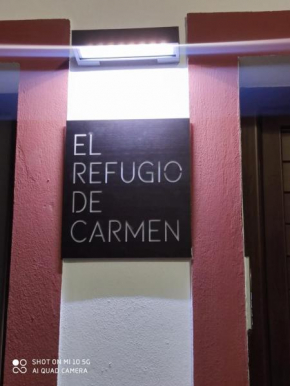 EL
REFUGIO
DE
CARMEN
SHOT ON MI 10 5G
AI QUAD CAMERA